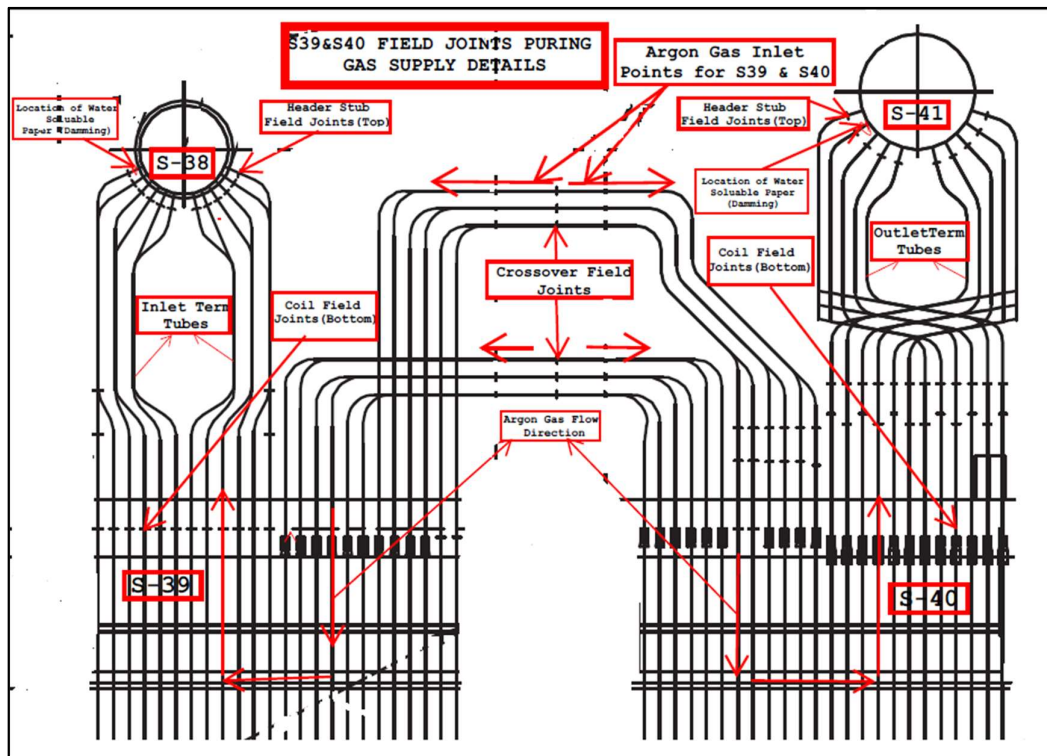 S39&S40 FIELD JOINTS PURING
GAS SUPPLY DETAILS
Argon Gas Inlet
Points for S39 & S40
Location of Water
Soluable
Paper (Damming)
Header Stub
Field Joints(Top)
S-38
Header Stub
Field Joints(Top)
S-41
Location of Water
Soluable Paper
(Damming)
Crossover Field
Joints
Coil Field
Joints(Bottom)
OutletTerm
Tubes
Inlet Term
Tubes
Coil Field
Joints(Bottom)
Argon Gas Flow
Direction
S-39
S-40